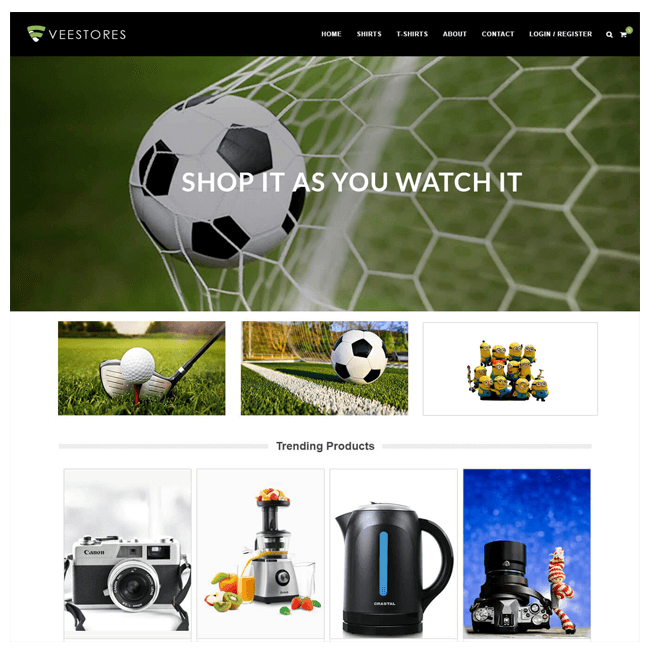 VEESTORES
HOME SHIRTS T-SHIRTS ABOUT CONTACT LOGIN / REGISTER
SHOP IT AS YOU WATCH IT
Trending Products
Canon
CRASTAL